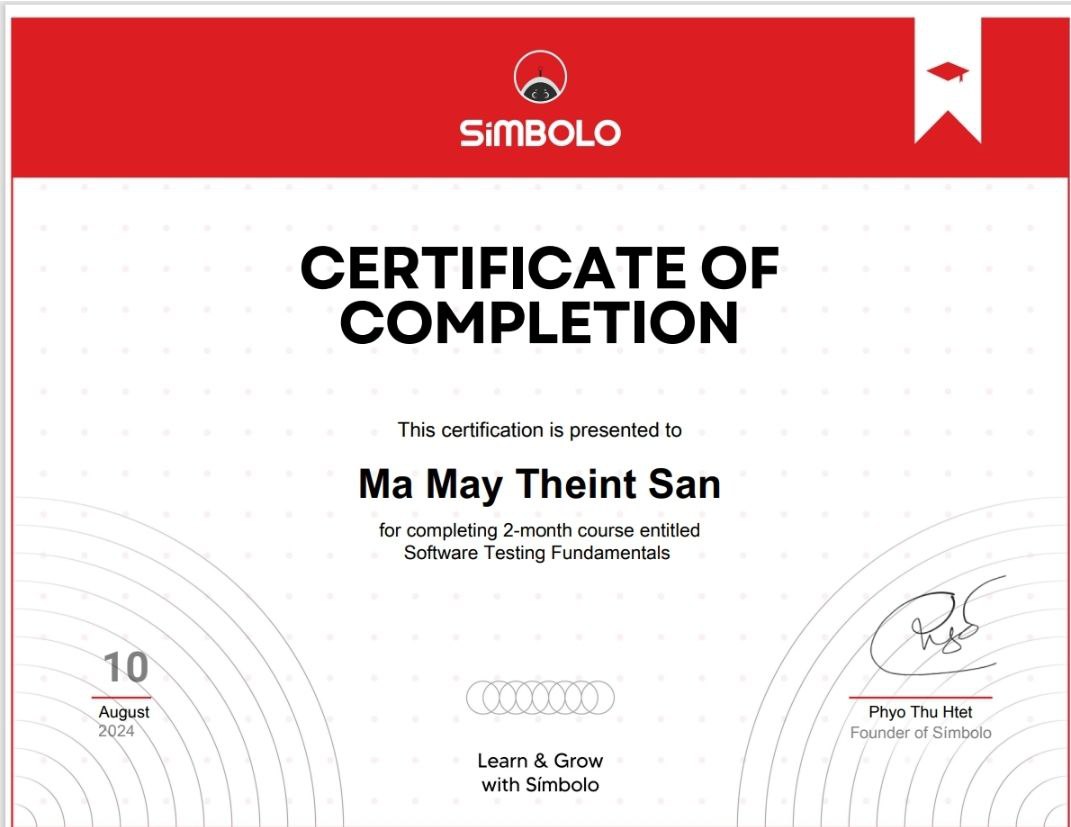 SíMBOLO
CERTIFICATE OF
COMPLETION
This certification is presented to
Ma May Theint San
for completing 2-month course entitled
Software Testing Fundamentals
10
August
2024
Phyo Thu Htet
Founder of Símbolo
Learn & Grow
with Símbolo